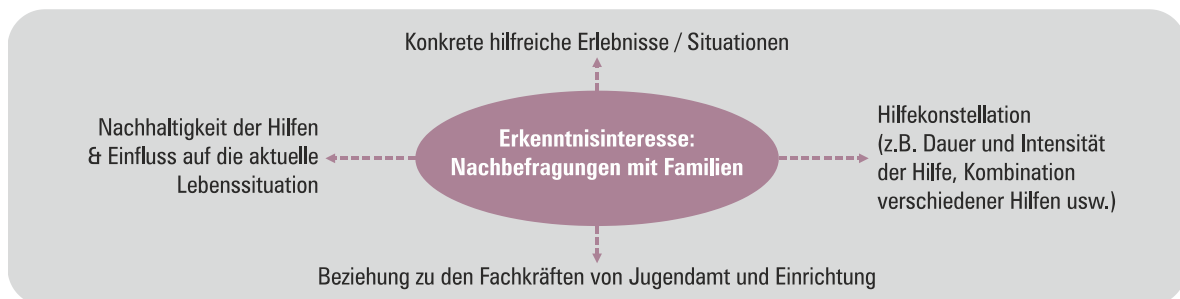 Konkrete hilfreiche Erlebnisse / Situationen
Nachhaltigkeit der Hilfen
& Einfluss auf die aktuelle
Lebenssituation
Erkenntnisinteresse:
Nachbefragungen mit Familien
Hilfekonstellation
(z.B. Dauer und Intensität
der Hilfe, Kombination
verschiedener Hilfen usw.)
Beziehung zu den Fachkräften von Jugendamt und Einrichtung